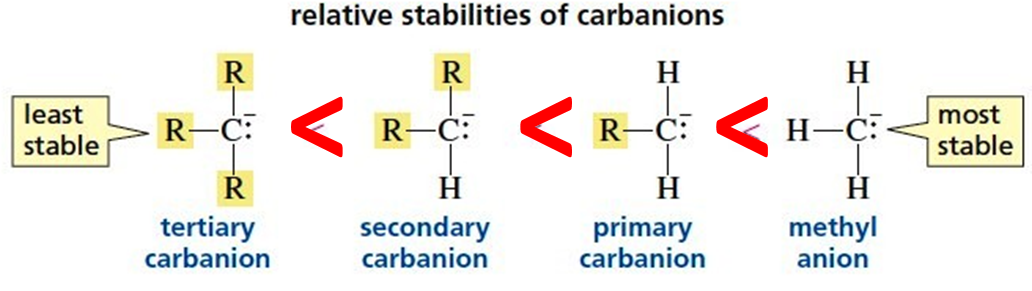 relative stabilities of carbanions
R R H H
least stable R—C:⁻ < R—C:⁻ < R—C:⁻ < H—C:⁻ most stable
R H H H
tertiary secondary primary methyl
carbanion carbanion carbanion anion